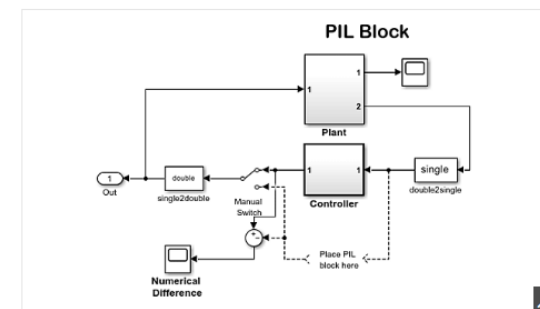 PIL Block
1
1
2
Plant
1
Out
double
single2double
Manual
Switch
1
1
Controller
single
double2single
+
-
Place PIL
block here
Numerical
Difference